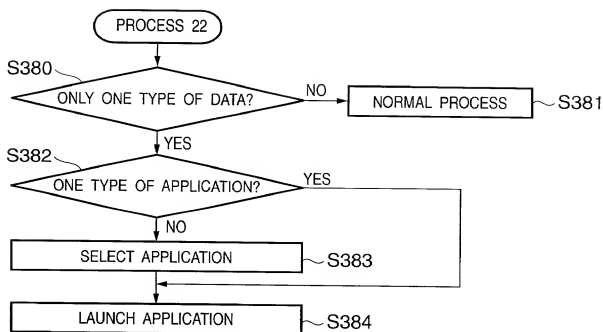 PROCESS 22
S380
ONLY ONE TYPE OF DATA?
NO
NORMAL PROCESS
S381
YES
S382
ONE TYPE OF APPLICATION?
YES
NO
SELECT APPLICATION
S383
LAUNCH APPLICATION
S384